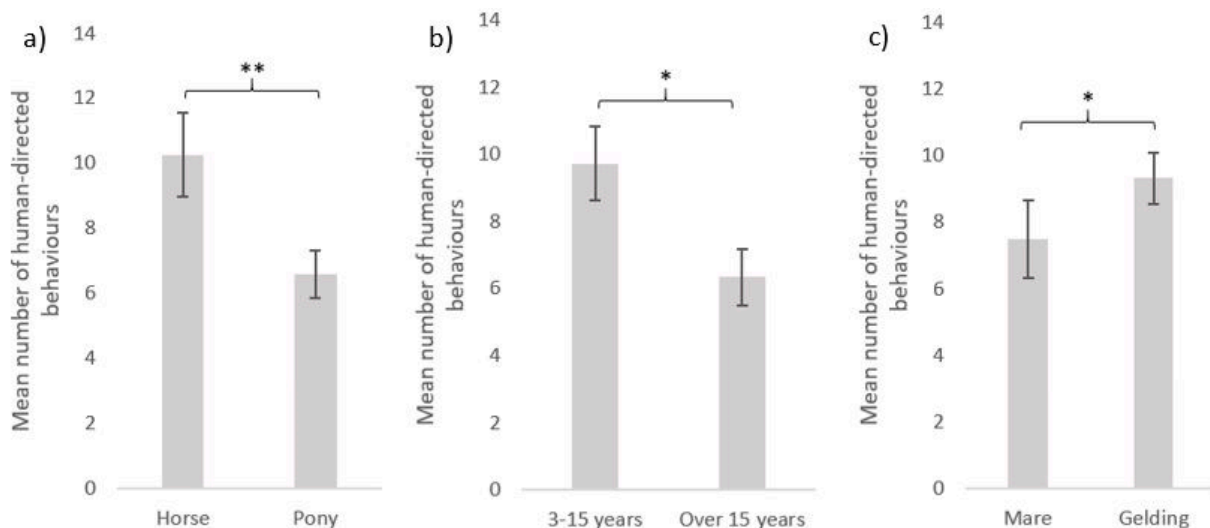 a)
Mean number of human-directed
behaviours
14
12
10
8
6
4
2
0
**
Horse
Pony
b)
Mean number of human-directed
behaviours
14
12
10
8
6
4
2
0
*
3-15 years
Over 15 years
c)
Mean number of human-directed
behaviours
14
12
10
8
6
4
2
0
*
Mare
Gelding